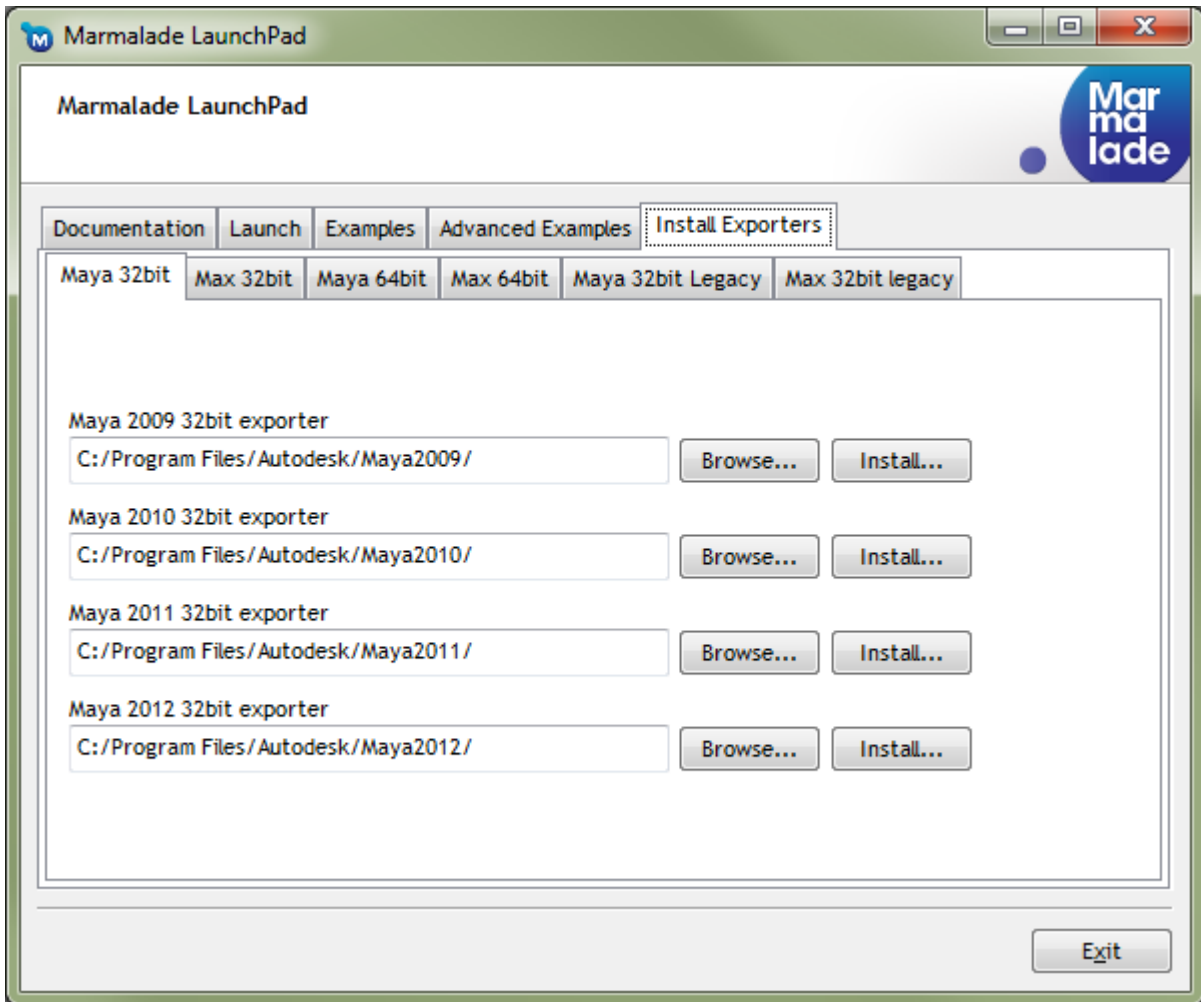 Marmalade LaunchPad
Marmalade LaunchPad
Mar
ma
lade
Documentation Launch Examples Advanced Examples Install Exporters
Maya 32bit Max 32bit Maya 64bit Max 64bit Maya 32bit Legacy Max 32bit legacy
Maya 2009 32bit exporter
C:/Program Files/Autodesk/Maya2009/ Browse... Install...
Maya 2010 32bit exporter
C:/Program Files/Autodesk/Maya2010/ Browse... Install...
Maya 2011 32bit exporter
C:/Program Files/Autodesk/Maya2011/ Browse... Install...
Maya 2012 32bit exporter
C:/Program Files/Autodesk/Maya2012/ Browse... Install...
Exit